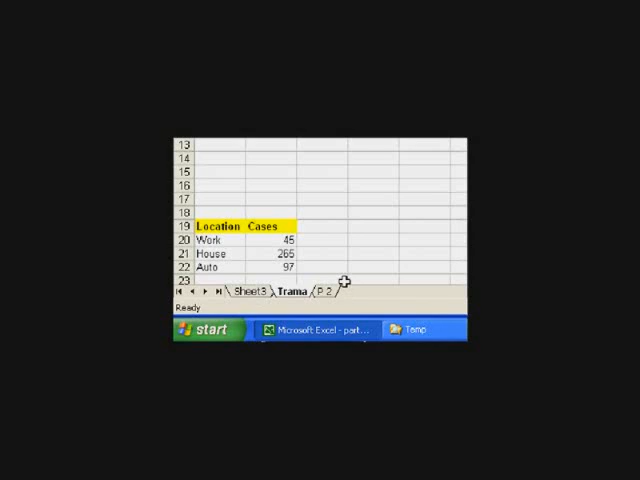 13
14
15
16
17
18
19 Location Cases
20 Work 45
21 House 265
22 Auto 97
23
Sheet3 Trama P 2
Ready
start Microsoft Excel - part... Temp